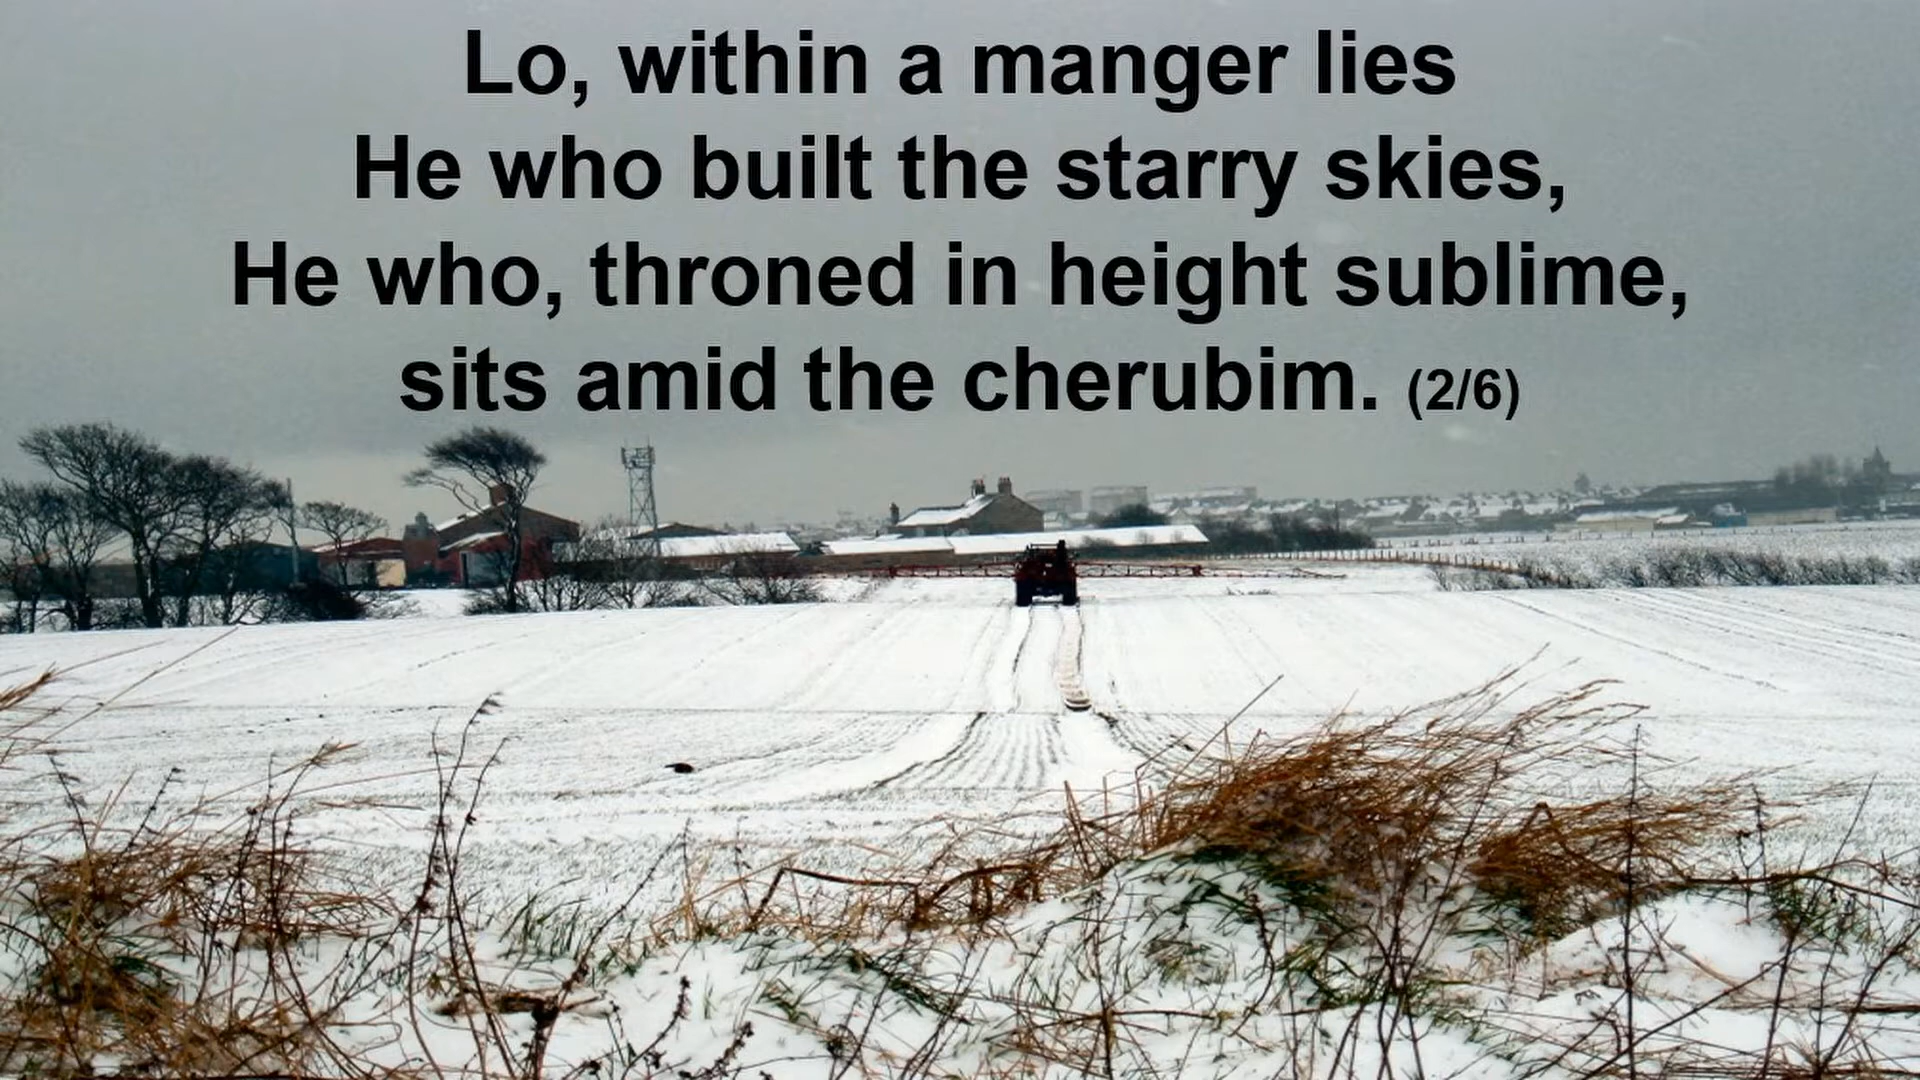 Lo, within a manger lies
He who built the starry skies,
He who, throned in height sublime,
sits amid the cherubim. (2/6)